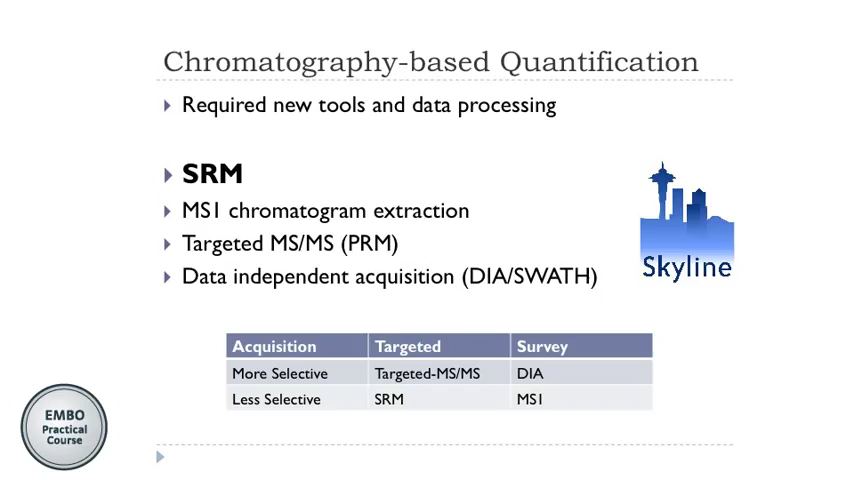 Chromatography-based Quantification
Required new tools and data processing
SRM
MS1 chromatogram extraction
Targeted MS/MS (PRM)
Data independent acquisition (DIA/SWATH)
Skyline
Acquisition Targeted Survey
More Selective Targeted-MS/MS DIA
Less Selective SRM MS1
EMBO
Practical
Course